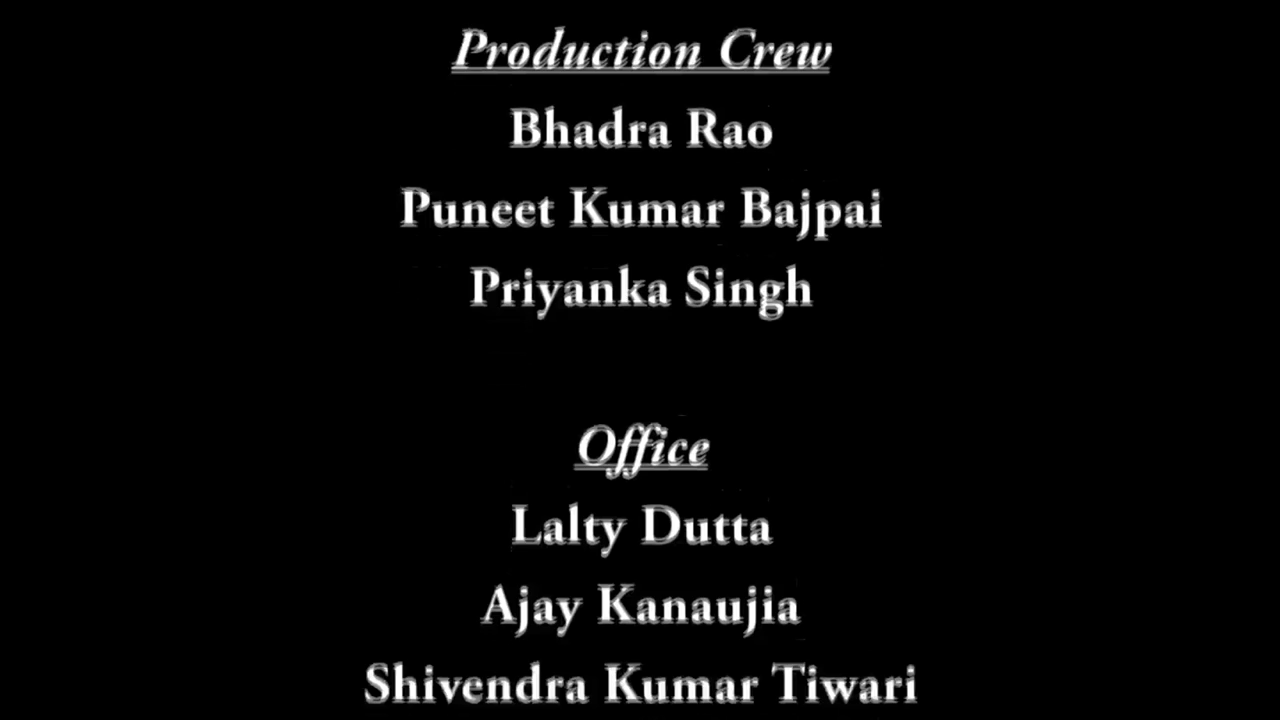 Production Crew
Bhadra Rao
Puneet Kumar Bajpai
Priyanka Singh
Office
Lalty Dutta
Ajay Kanaujia
Shivendra Kumar Tiwari